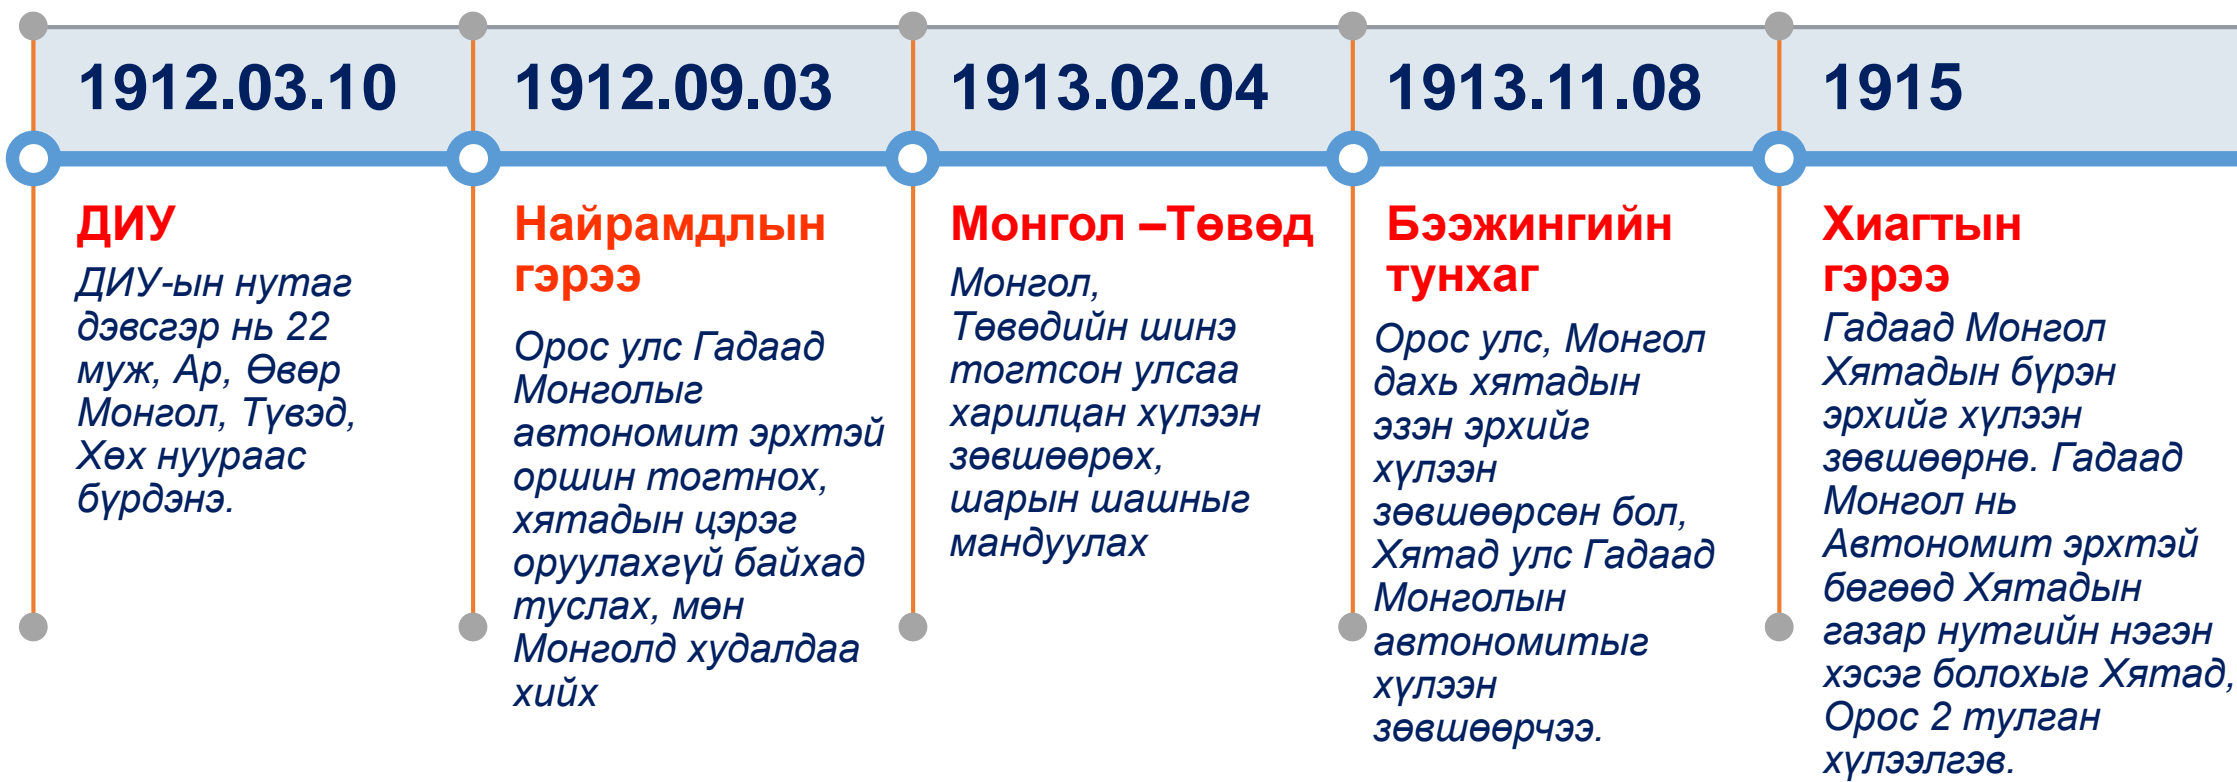 1912.03.10
ДИУ
ДИУ-ын нутаг
дэвсгэр нь 22
муж, Ар, Өвөр
Монгол, Түвэд,
Хөх нуураас
бүрдэнэ.
1912.09.03
Найрамдлын
гэрээ
Орос улс Гадаад
Монголыг
автономит эрхтэй
оршин тогтнох,
хятадын цэрэг
оруулахгүй байхад
туслах, мөн
Монголд худалдаа
хийх
1913.02.04
Монгол –Төвөд
Монгол,
Төвөдийн шинэ
тогтсон улсаа
харилцан хүлээн
зөвшөөрөх,
шарын шашныг
мандуулах
1913.11.08
Бээжингийн
тунхаг
Орос улс, Монгол
дахь хятадын
эзэн эрхийг
хүлээн
зөвшөөрсөн бол,
Хятад улс Гадаад
Монголын
автономитыг
хүлээн
зөвшөөрчээ.
1915
Хиагтын
гэрээ
Гадаад Монгол
Хятадын бүрэн
эрхийг хүлээн
зөвшөөрнө. Гадаад
Монгол нь
Автономит эрхтэй
бөгөөд Хятадын
газар нутгийн нэгэн
хэсэг болохыг Хятад,
Орос 2 тулган
хүлээлгэв.